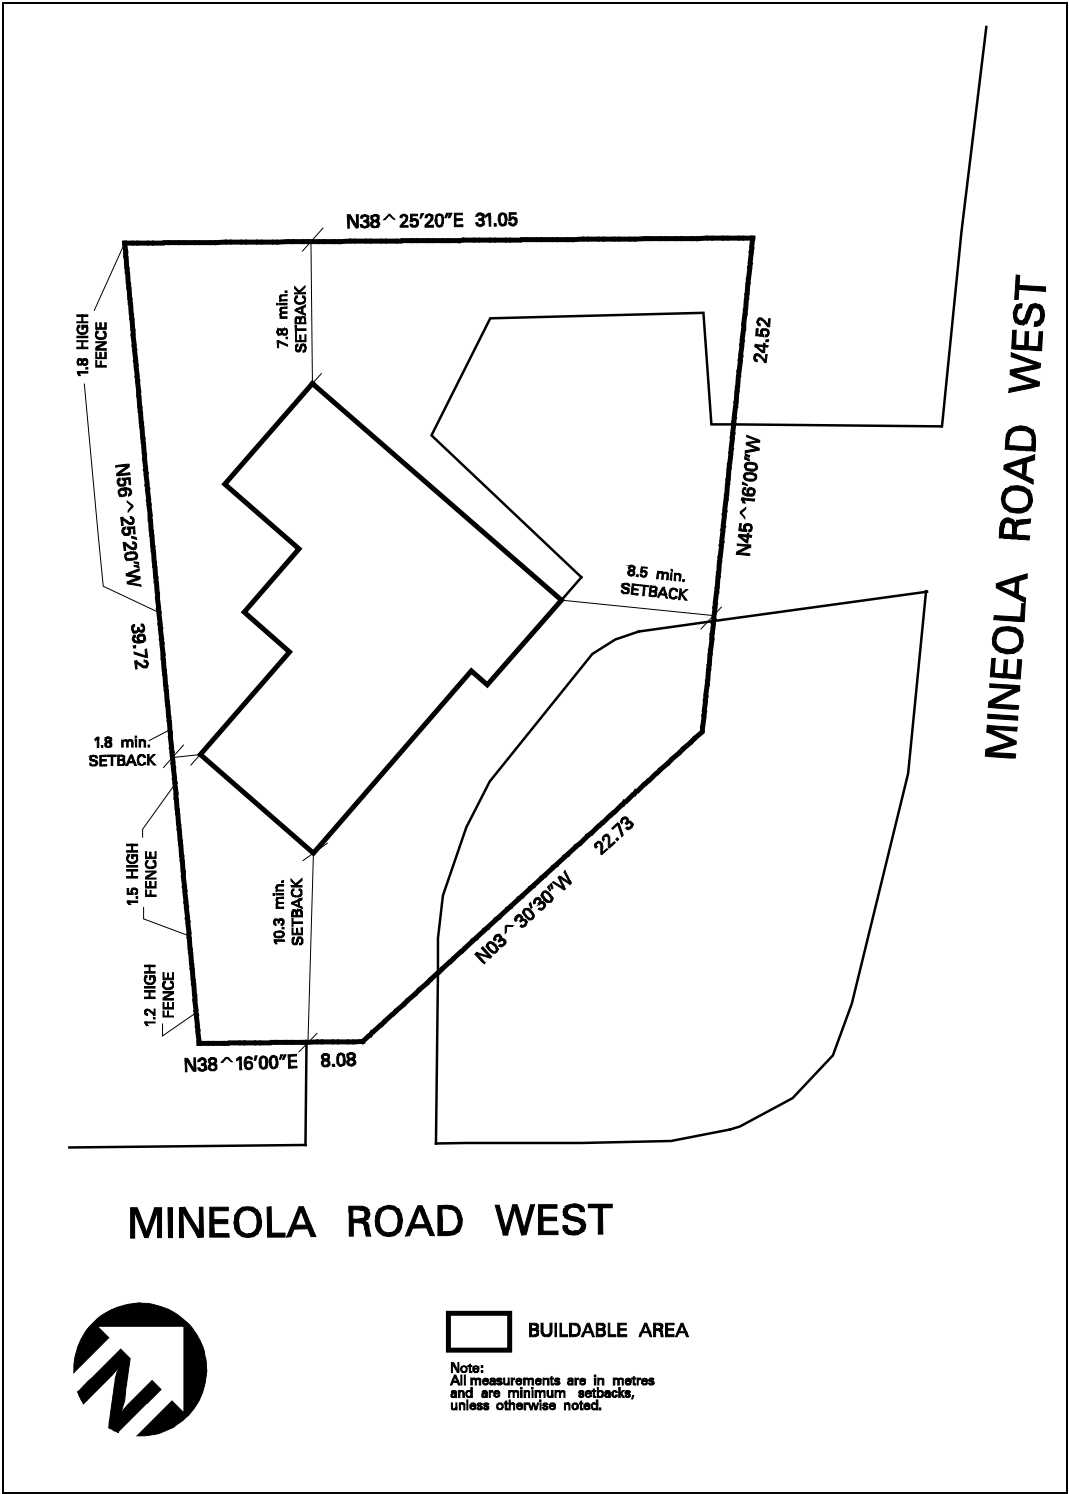 N38^25'20"E 31.05
7.8 min.
SETBACK
1.8 HIGH
FENCE
24.52
N45^16'00"W
MINEOLA ROAD WEST
N56^25'20"W
39.72
8.5 min.
SETBACK
1.8 min.
SETBACK
1.5 HIGH
FENCE
22.73
N03^30'30"W
10.3 min.
SETBACK
1.2 HIGH
FENCE
N38^16'00"E 8.08
MINEOLA ROAD WEST
N
BUILDABLE AREA
Note:
All measurements are in metres
and are minimum setbacks,
unless otherwise noted.